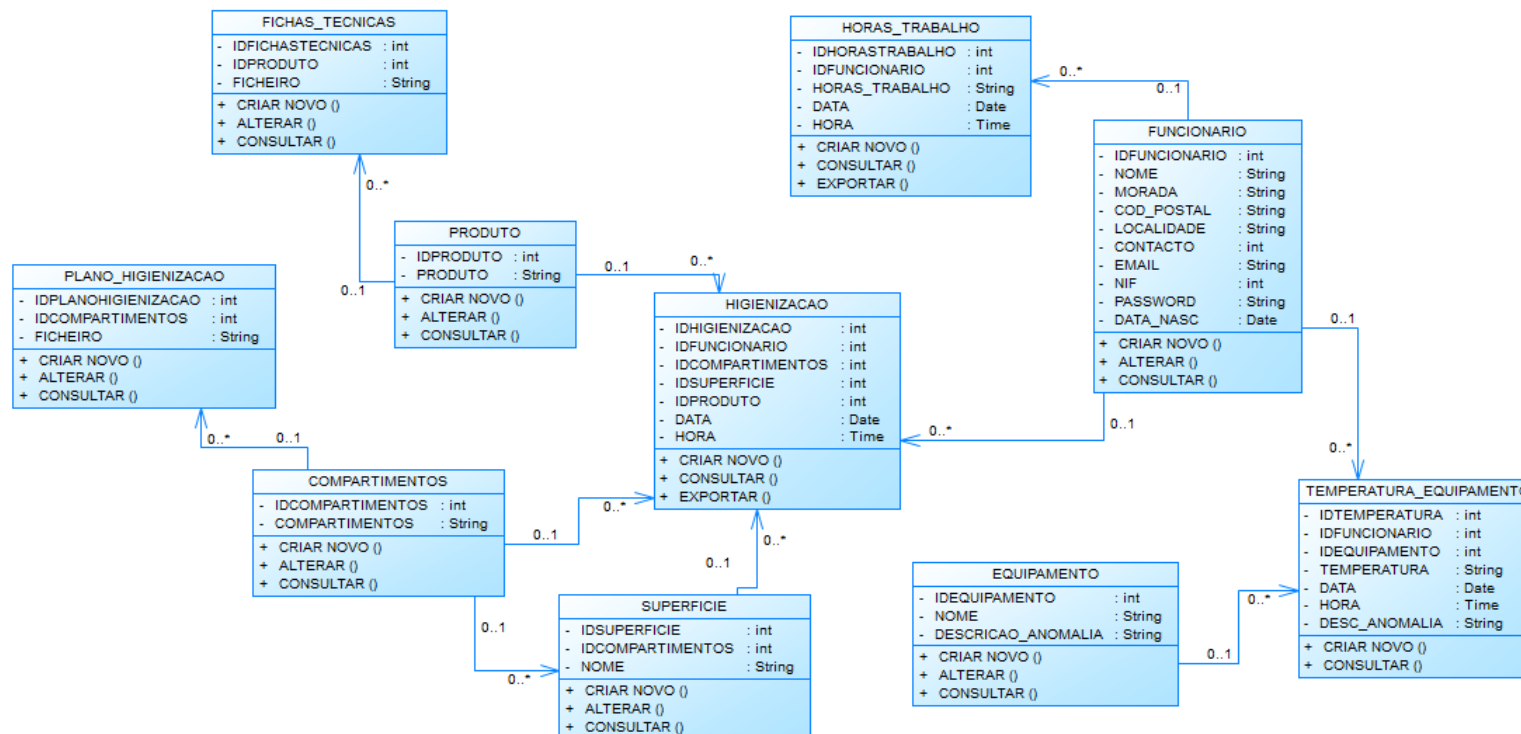 FICHAS_TECNICAS
- IDFICHASTECNICAS : int
- IDPRODUTO : int
- FICHEIRO : String
+ CRIAR NOVO ()
+ ALTERAR ()
+ CONSULTAR ()
HORAS_TRABALHO
- IDHORASTRABALHO : int
- IDFUNCIONARIO : int
- HORAS_TRABALHO : String
- DATA : Date
- HORA : Time
+ CRIAR NOVO ()
+ CONSULTAR ()
+ EXPORTAR ()
0..*
0..1
FUNCIONARIO
- IDFUNCIONARIO : int
- NOME : String
- MORADA : String
- COD_POSTAL : String
- LOCALIDADE : String
- CONTACTO : int
- EMAIL : String
- NIF : int
- PASSWORD : String
- DATA_NASC : Date
+ CRIAR NOVO ()
+ ALTERAR ()
+ CONSULTAR ()
0..*
0..1
PRODUTO
- IDPRODUTO : int
- PRODUTO : String
+ CRIAR NOVO ()
+ ALTERAR ()
+ CONSULTAR ()
0..1
0..*
PLANO_HIGIENIZACAO
- IDPLANOHIGIENIZACAO : int
- IDCOMPARTIMENTOS : int
- FICHEIRO : String
+ CRIAR NOVO ()
+ ALTERAR ()
+ CONSULTAR ()
HIGIENIZACAO
- IDHIGIENIZACAO : int
- IDFUNCIONARIO : int
- IDCOMPARTIMENTOS : int
- IDSUPERFICIE : int
- IDPRODUTO : int
- DATA : Date
- HORA : Time
+ CRIAR NOVO ()
+ CONSULTAR ()
+ EXPORTAR ()
0..1
0..*
0..*
0..1
0..*
0..1
COMPARTIMENTOS
- IDCOMPARTIMENTOS : int
- COMPARTIMENTOS : String
+ CRIAR NOVO ()
+ ALTERAR ()
+ CONSULTAR ()
0..1
0..*
0..1
0..*
0..1
0..*
SUPERFICIE
- IDSUPERFICIE : int
- IDCOMPARTIMENTOS : int
- NOME : String
+ CRIAR NOVO ()
+ ALTERAR ()
+ CONSULTAR ()
EQUIPAMENTO
- IDEQUIPAMENTO : int
- NOME : String
- DESCRICAO_ANOMALIA : String
+ CRIAR NOVO ()
+ ALTERAR ()
+ CONSULTAR ()
0..1
0..*
TEMPERATURA_EQUIPAMENTO
- IDTEMPERATURA : int
- IDFUNCIONARIO : int
- IDEQUIPAMENTO : int
- TEMPERATURA : String
- DATA : Date
- HORA : Time
- DESC_ANOMALIA : String
+ CRIAR NOVO ()
+ CONSULTAR ()